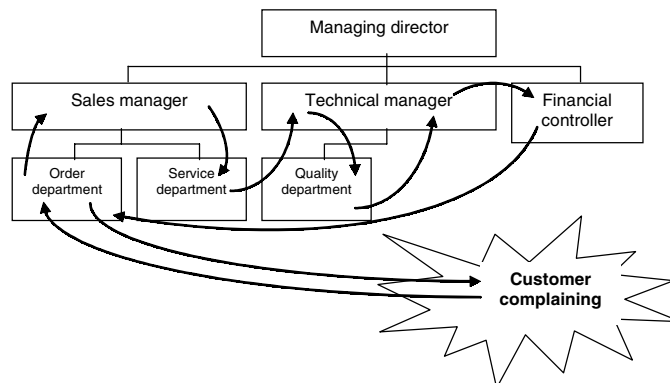 Managing director
Sales manager
Technical manager
Financial
controller
Order
department
Service
department
Quality
department
Customer
complaining